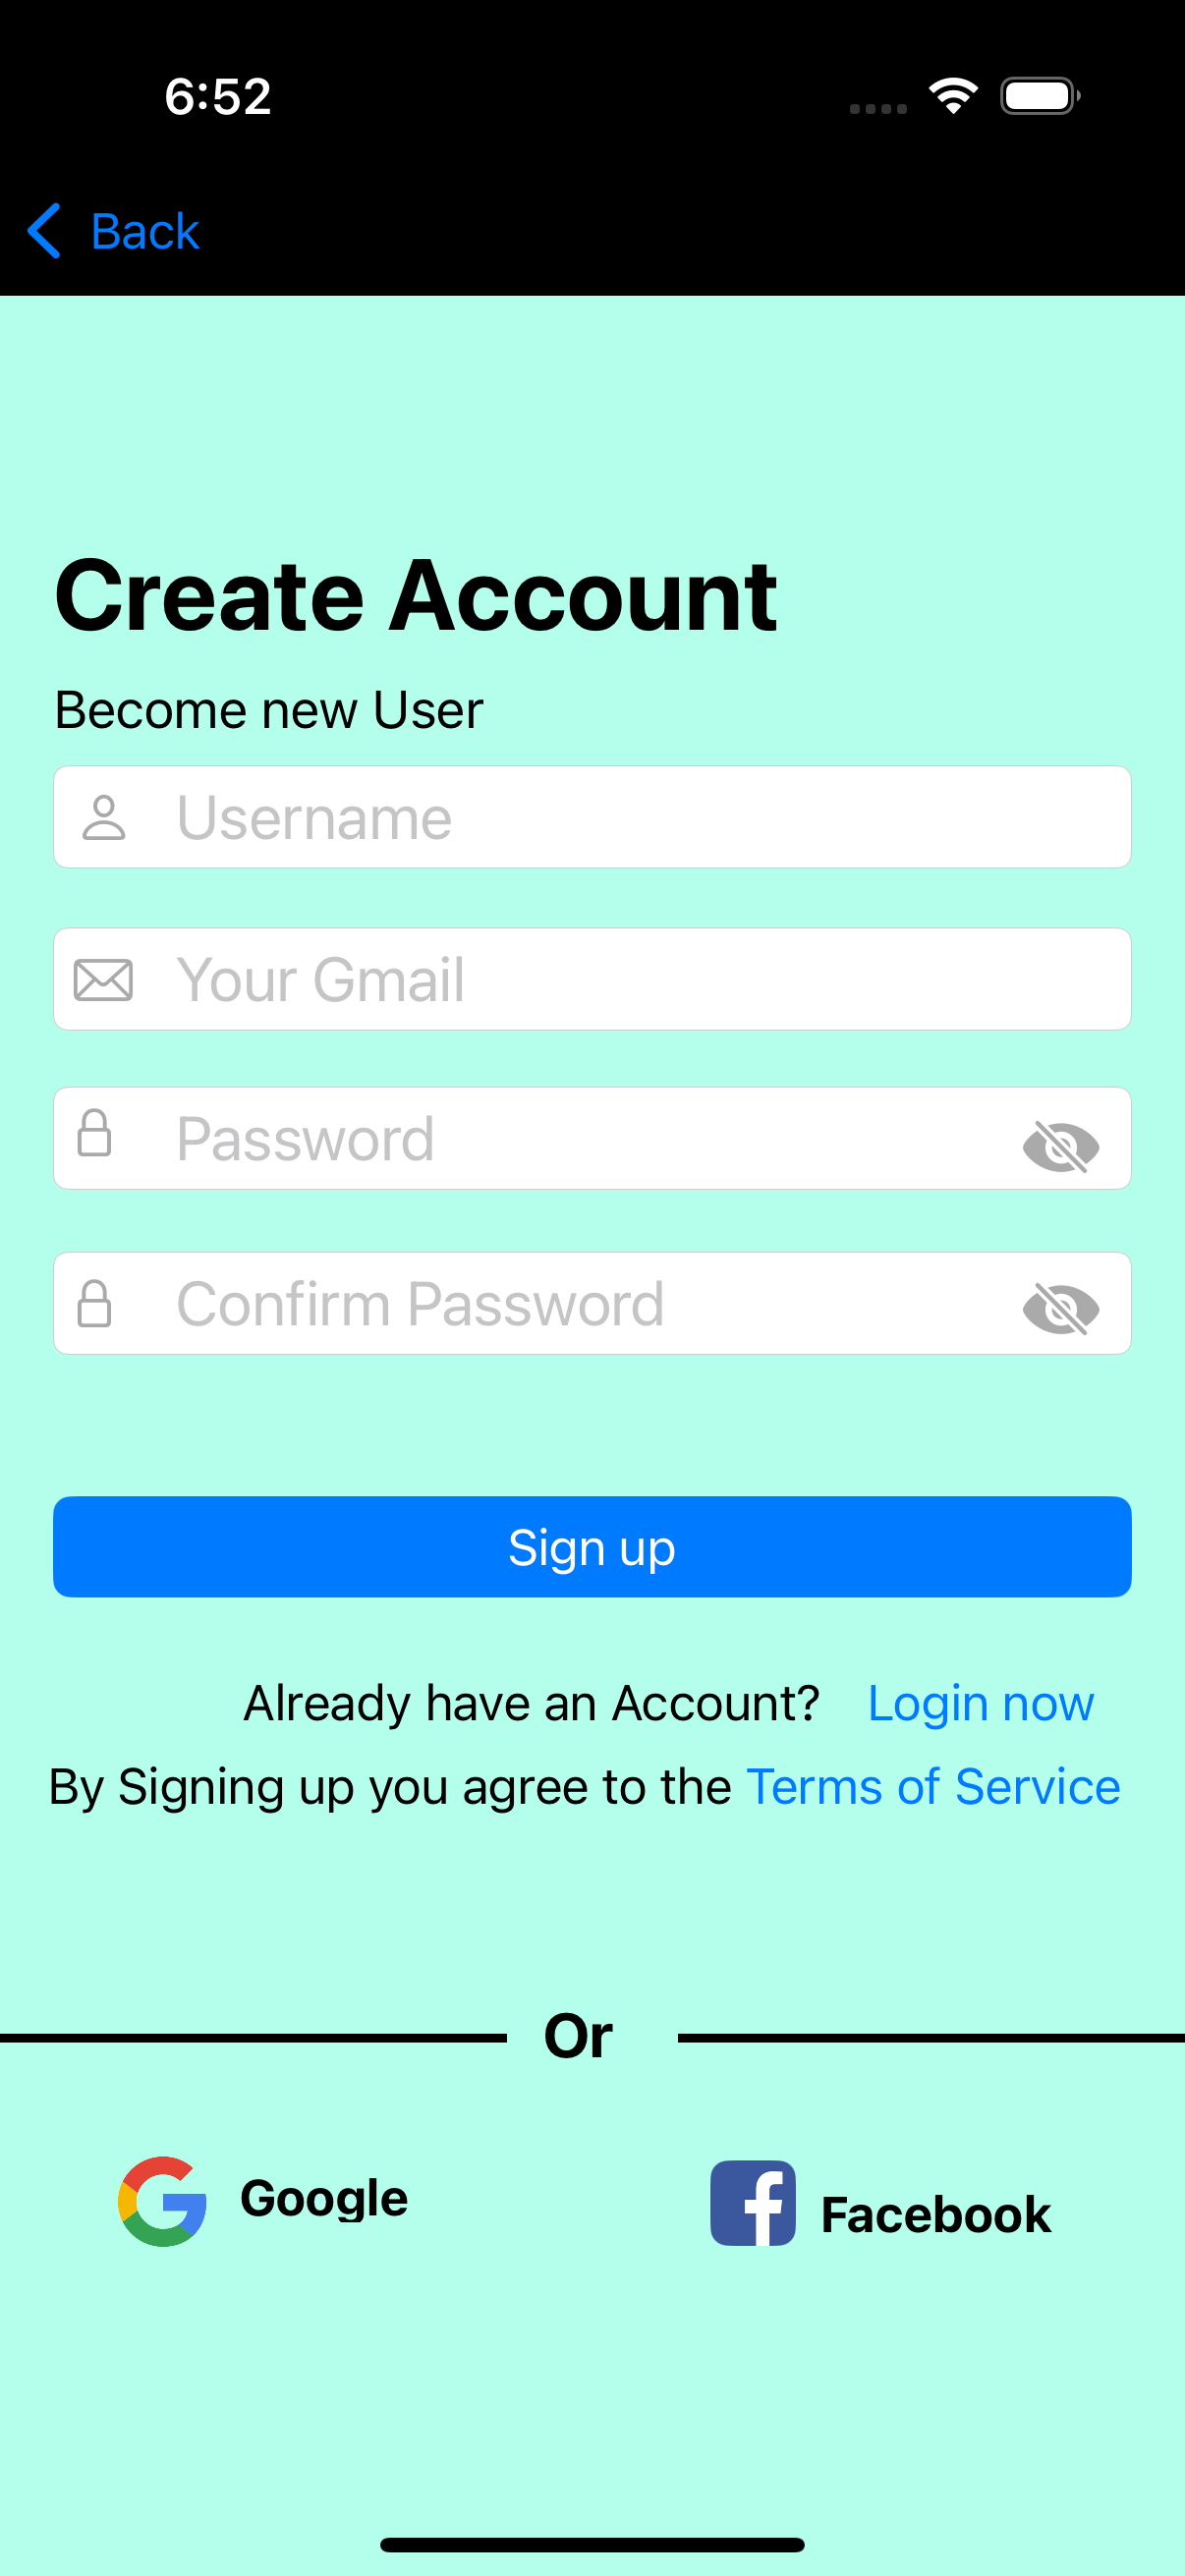 6:52
Back
Create Account
Become new User
Username
Your Gmail
Password
Confirm Password
Sign up
Already have an Account? Login now
By Signing up you agree to the Terms of Service
Or
Google
Facebook